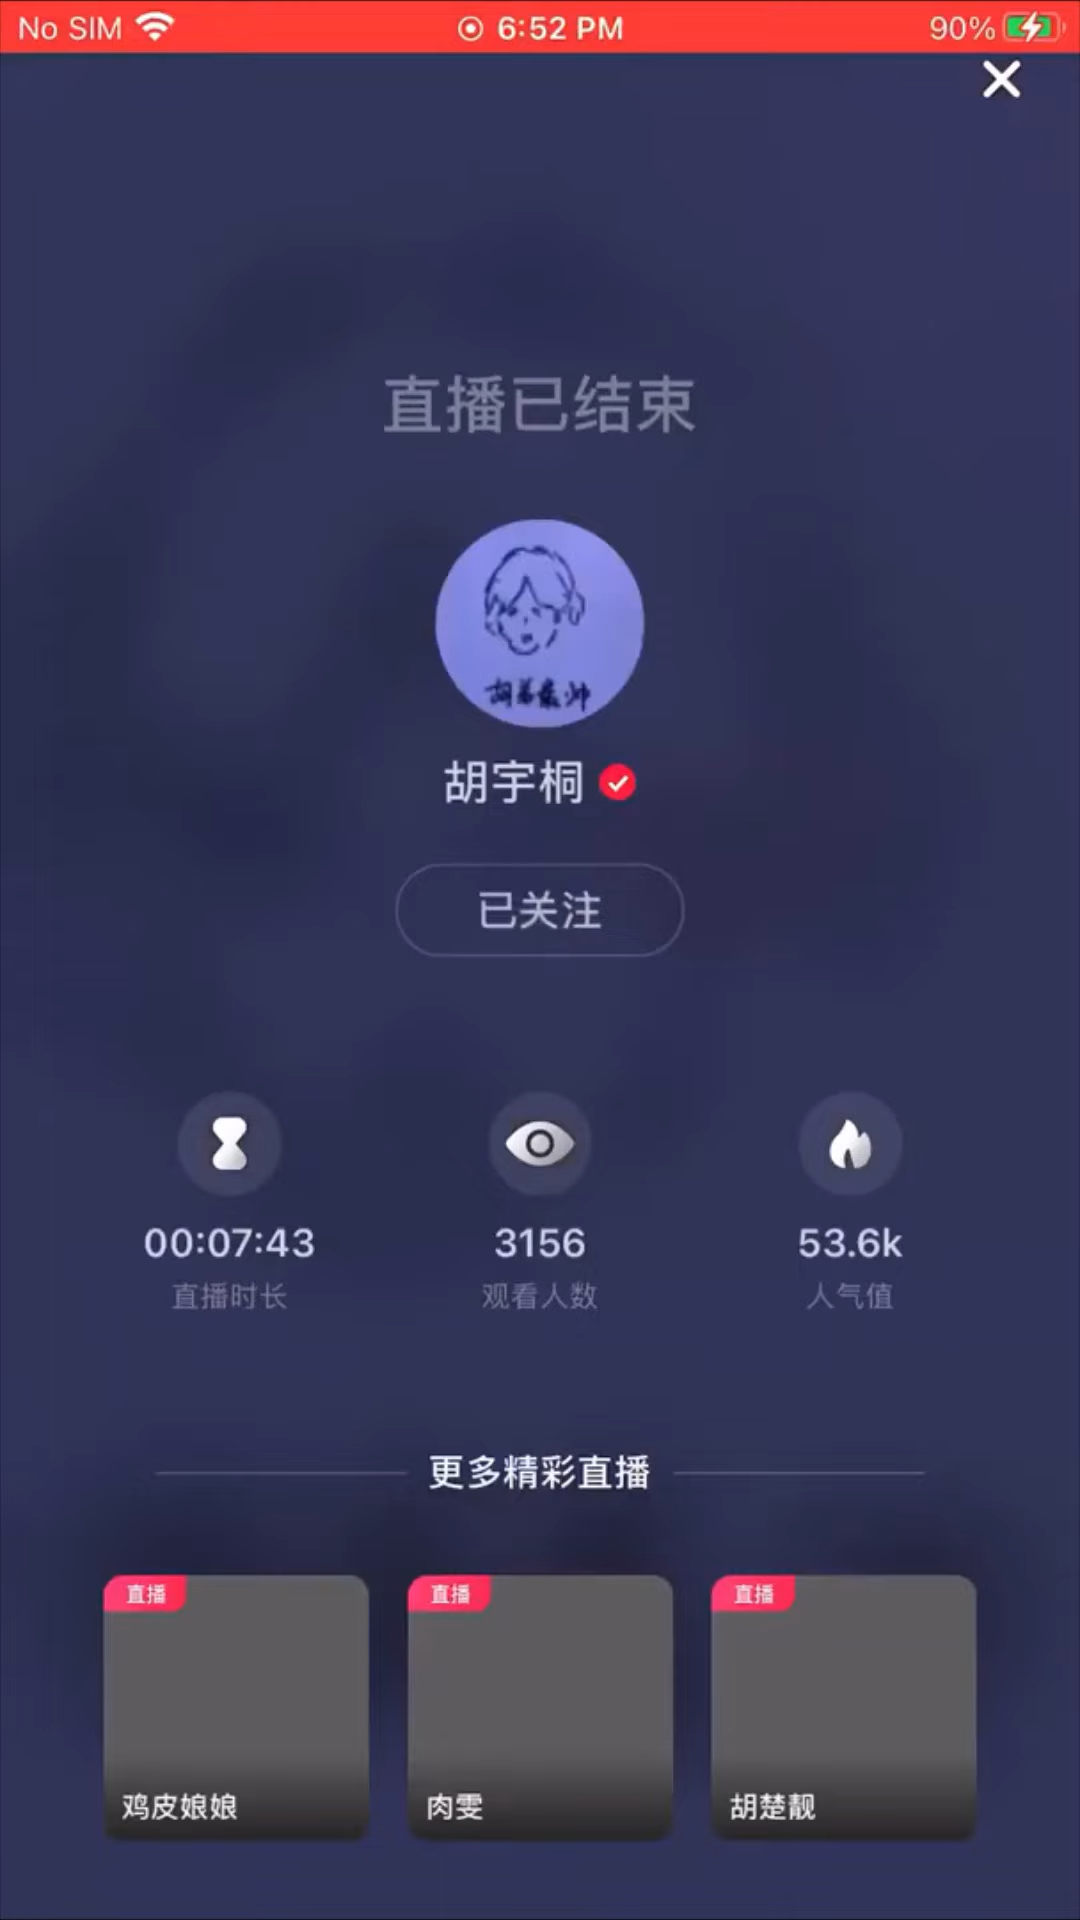 No SIM 6:52 PM 90%
直播已结束
胡宇桐
已关注
00:07:43 3156 53.6k
直播时长 观看人数 人气值
更多精彩直播
直播 直播 直播
鸡皮娘娘 肉雯 胡楚靓